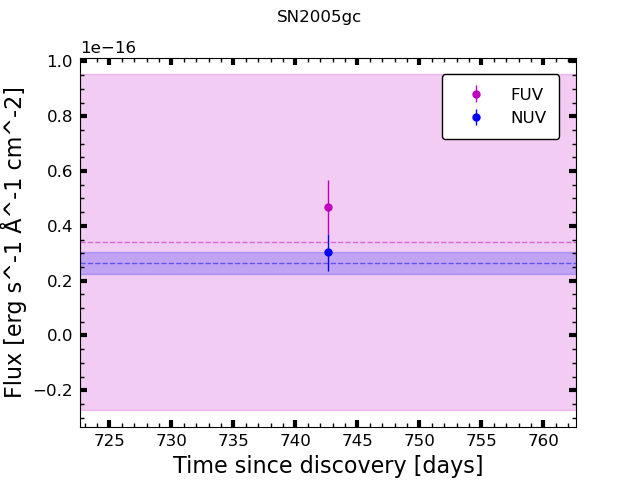 SN2005gc
1e−16
1.0
0.8
0.6
0.4
0.2
0.0
−0.2
Flux [erg s^-1 Å^-1 cm^-2]
FUV
NUV
725 730 735 740 745 750 755 760
Time since discovery [days]